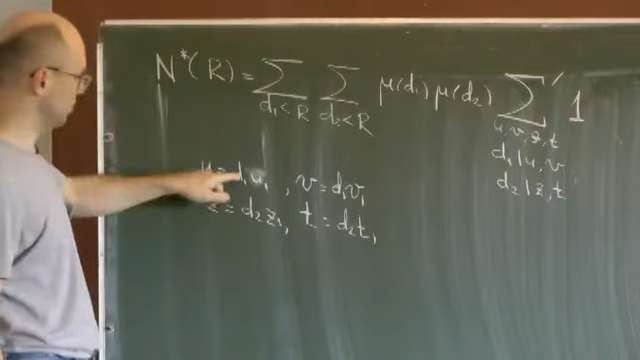 N*(R) = ∑_{d₁<R} ∑_{d₂<R} μ(d₁) μ(d₂) ∑' 1
u, v, z, t
d₁|u, v
d₂|z, t
u = d₁u₁, v = d₁v₁
z = d₂z₁, t = d₂t₁